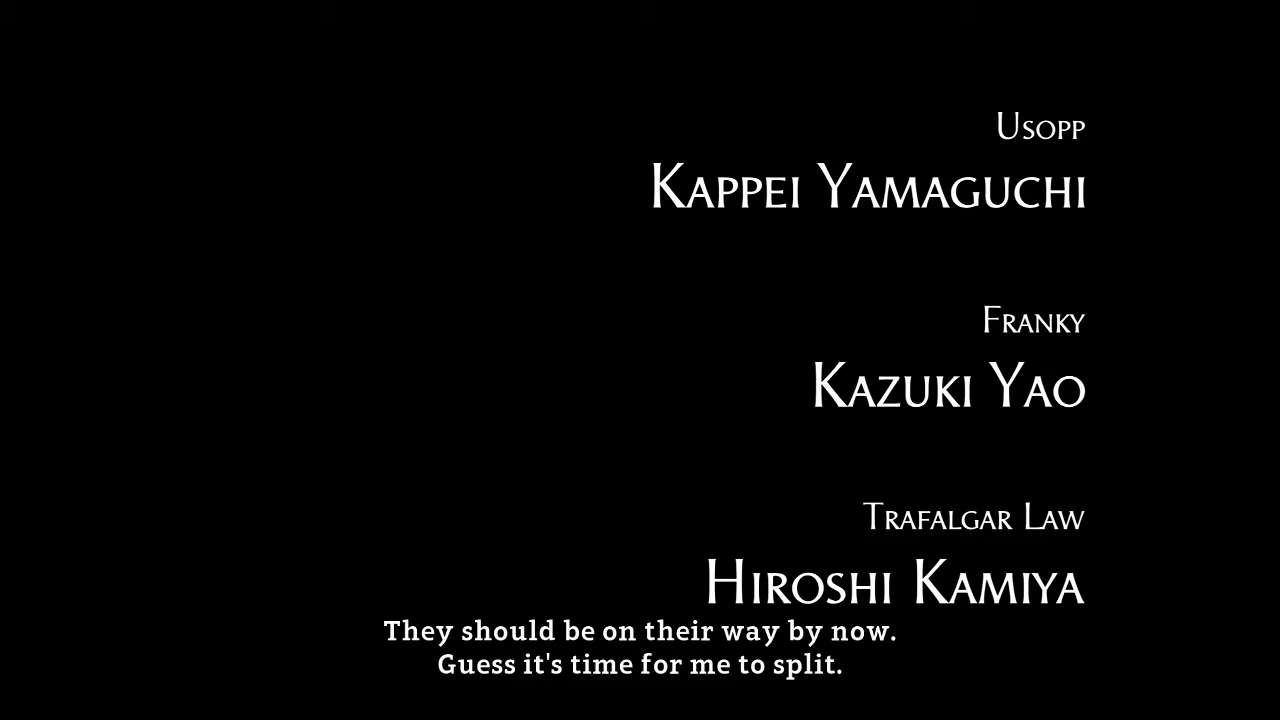 Usopp
Kappei Yamaguchi
Franky
Kazuki Yao
Trafalgar Law
Hiroshi Kamiya
They should be on their way by now.
Guess it's time for me to split.